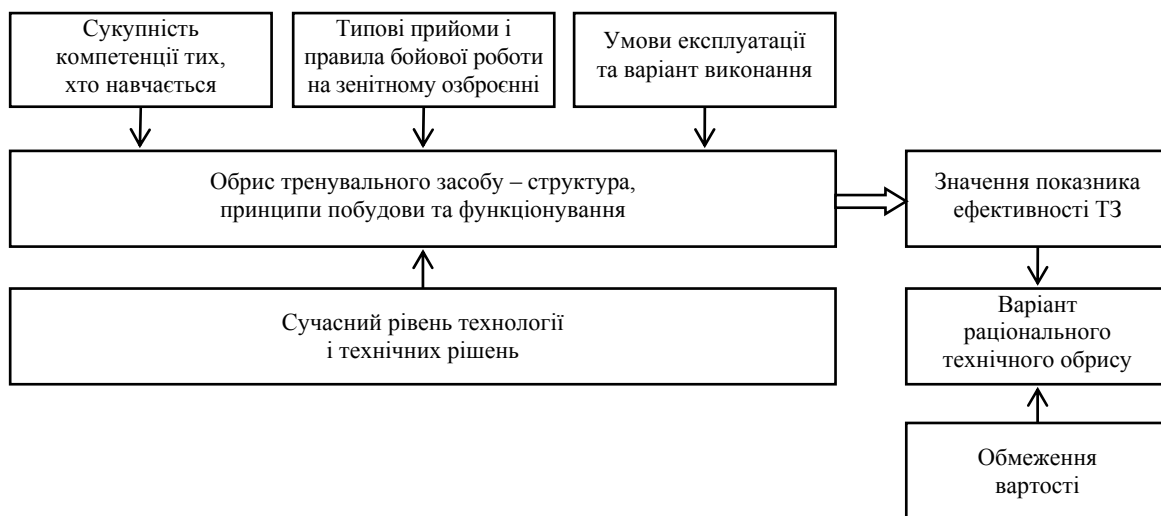 Сукупність
компетенції тих,
хто навчається
Типові прийоми і
правила бойової роботи
на зенітному озброєнні
Умови експлуатації
та варіант виконання
Обрис тренувального засобу – структура,
принципи побудови та функціонування
Значення показника
ефективності ТЗ
Сучасний рівень технології
і технічних рішень
Варіант
раціонального
технічного обрису
Обмеження
вартості